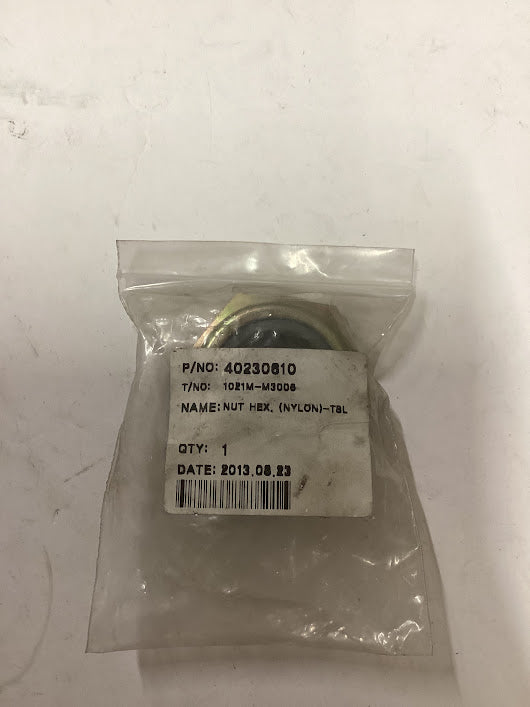 P/NO: 40230610
T/NO: 1021M-M3006
NAME: NUT HEX. (NYLON)-TBL
QTY: 1
DATE: 2013.08.23